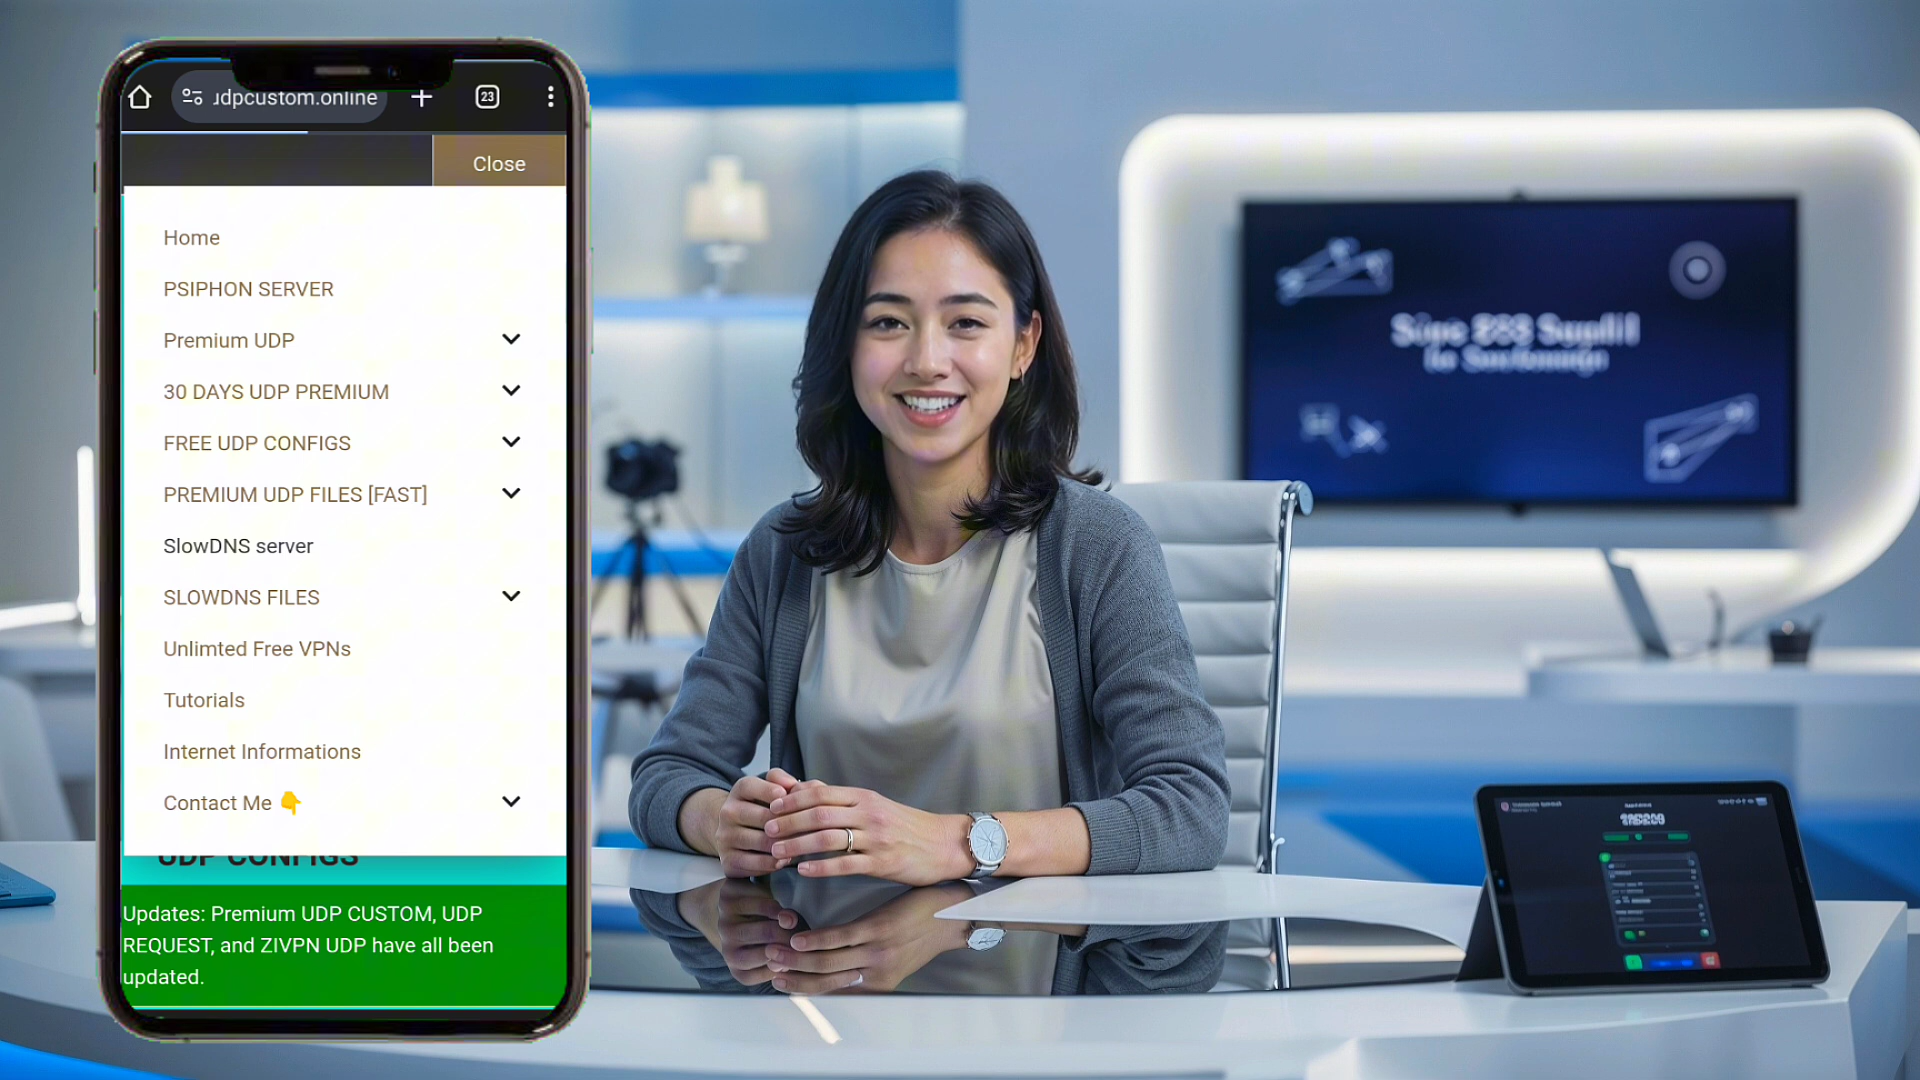 udpcustom.online
23
Close
Home
PSIPHON SERVER
Premium UDP
30 DAYS UDP PREMIUM
FREE UDP CONFIGS
PREMIUM UDP FILES [FAST]
SlowDNS server
SLOWDNS FILES
Unlimted Free VPNs
Tutorials
Internet Informations
Contact Me 👇
UDP CONFIGS
Updates: Premium UDP CUSTOM, UDP
REQUEST, and ZIVPN UDP have all been
updated.